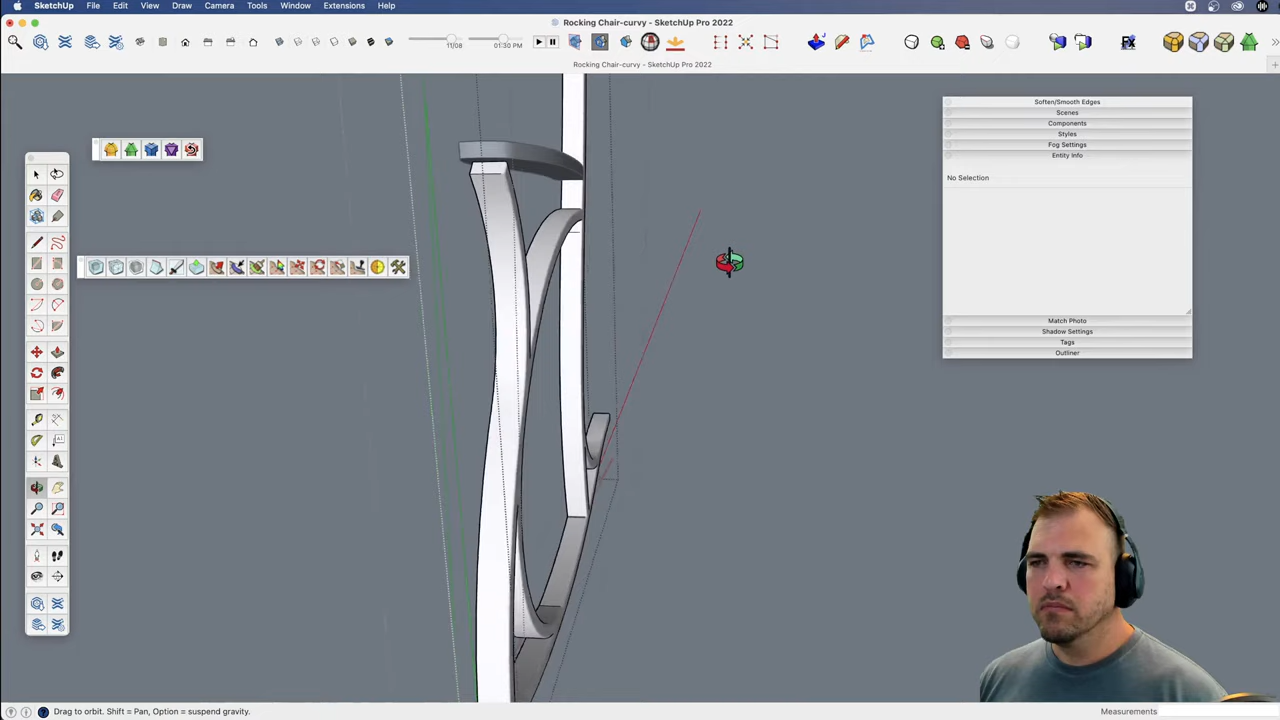 SketchUp File Edit View Draw Camera Tools Window Extensions Help
Rocking Chair-curvy - SketchUp Pro 2022
11/08 01:30 PM
Rocking Chair-curvy - SketchUp Pro 2022
Soften/Smooth Edges
Scenes
Components
Styles
Fog Settings
Entity Info
No Selection
Match Photo
Shadow Settings
Tags
Outliner
Drag to orbit. Shift = Pan, Option = suspend gravity.
Measurements